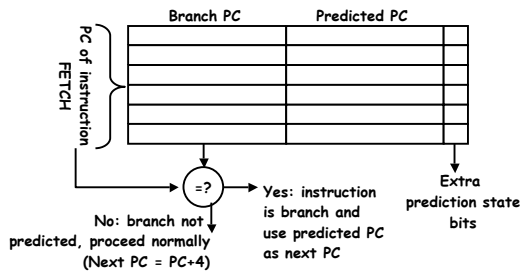 Branch PC
Predicted PC
PC of instruction
FETCH
=?
Yes: instruction
is branch and
use predicted PC
as next PC
No: branch not
predicted, proceed normally
(Next PC = PC+4)
Extra
prediction state
bits